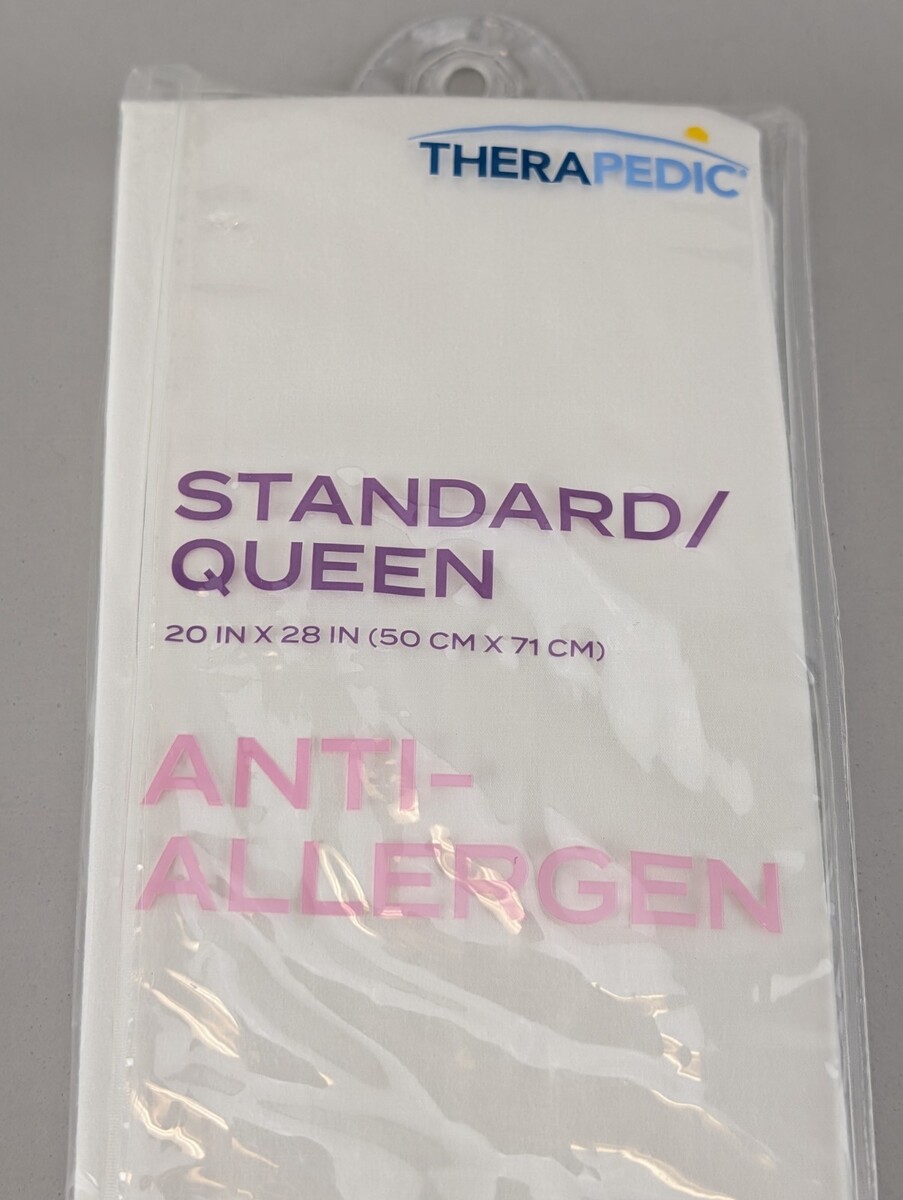 THERAPEDIC®
STANDARD/
QUEEN
20 IN X 28 IN (50 CM X 71 CM)
ANTI-
ALLERGEN